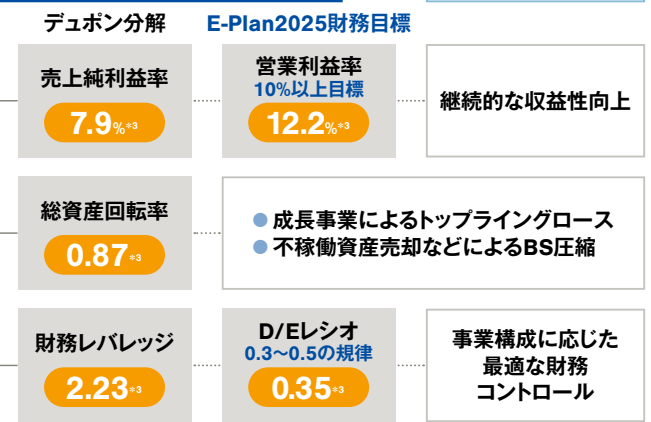 デュポン分解
E-Plan2025財務目標
売上純利益率
7.9%*3
営業利益率
10%以上目標
12.2%*3
継続的な収益性向上
総資産回転率
0.87*3
● 成長事業によるトップライングロース
● 不稼働資産売却などによるBS圧縮
財務レバレッジ
2.23*3
D/Eレシオ
0.3〜0.5の規律
0.35*3
事業構成に応じた
最適な財務
コントロール